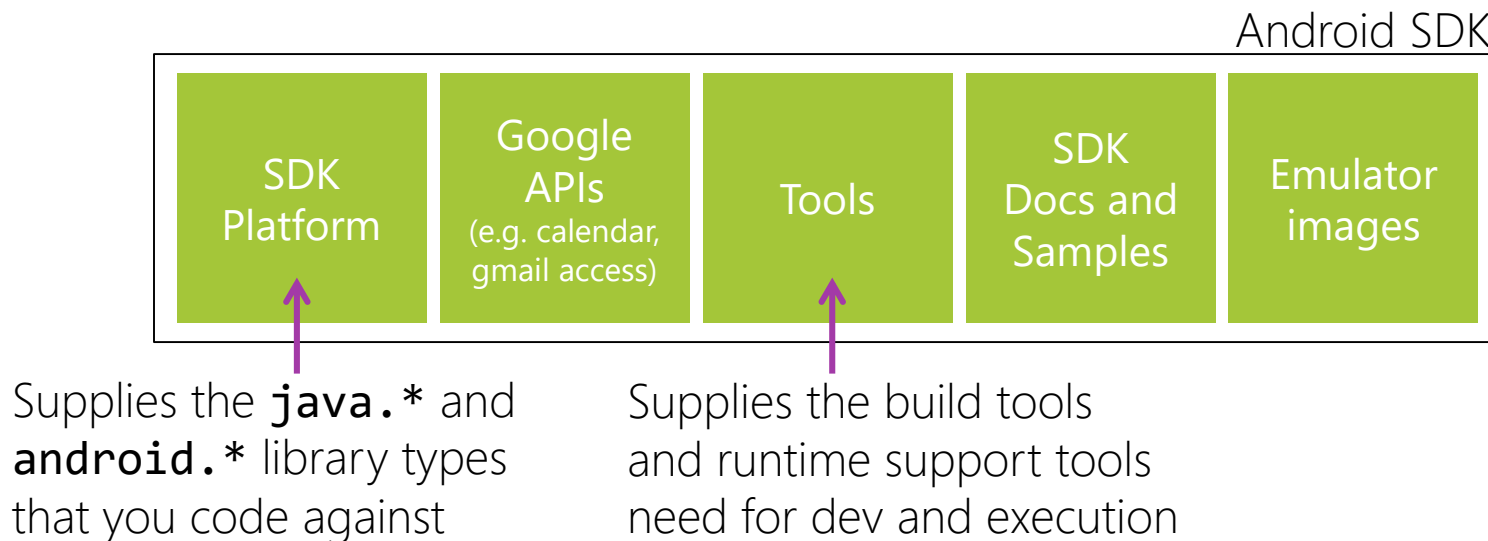 Android SDK
SDK
Platform
Google
APIs
(e.g. calendar,
gmail access)
Tools
SDK
Docs and
Samples
Emulator
images
Supplies the java.* and
android.* library types
that you code against
Supplies the build tools
and runtime support tools
need for dev and execution